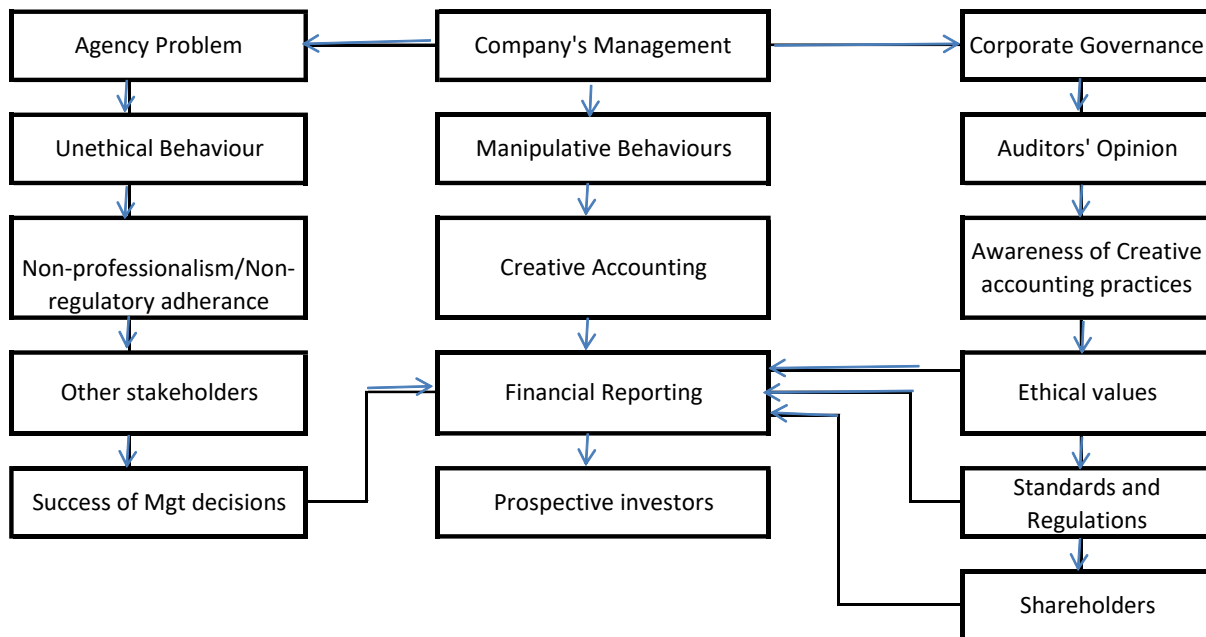 Agency Problem
Company's Management
Corporate Governance
Unethical Behaviour
Manipulative Behaviours
Auditors' Opinion
Non-professionalism/Non-
regulatory adherance
Creative Accounting
Awareness of Creative
accounting practices
Other stakeholders
Financial Reporting
Ethical values
Success of Mgt decisions
Prospective investors
Standards and
Regulations
Shareholders